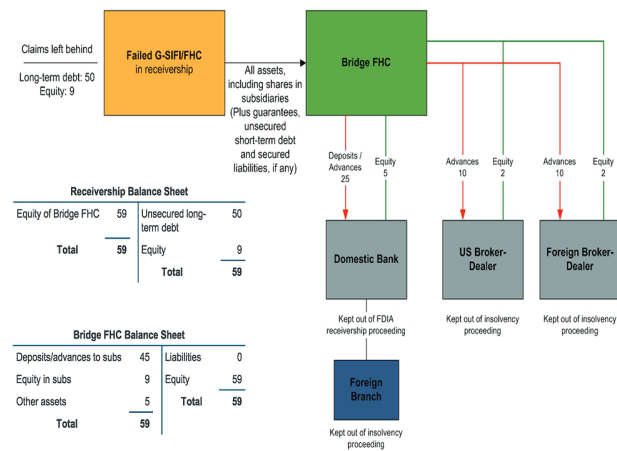 Claims left behind
Long-term debt: 50
Equity: 9
Failed G-SIFI/FHC
in receivership
All assets,
including shares in
subsidiaries
(Plus guarantees,
unsecured
short-term debt
and secured
liabilities, if any)
Bridge FHC
Deposits /
Advances
25
Equity
5
Advances
10
Equity
2
Advances
10
Equity
2
Domestic Bank
US Broker-
Dealer
Foreign Broker-
Dealer
Kept out of FDIA
receivership proceeding
Kept out of insolvency
proceeding
Kept out of insolvency
proceeding
Foreign
Branch
Kept out of insolvency
proceeding
Receivership Balance Sheet
Equity of Bridge FHC 59 Unsecured long-
term debt 50
Total 59 Equity 9
Total 59
Bridge FHC Balance Sheet
Deposits/advances to subs 45 Liabilities 0
Equity in subs 9 Equity 59
Other assets 5 Total 59
Total 59